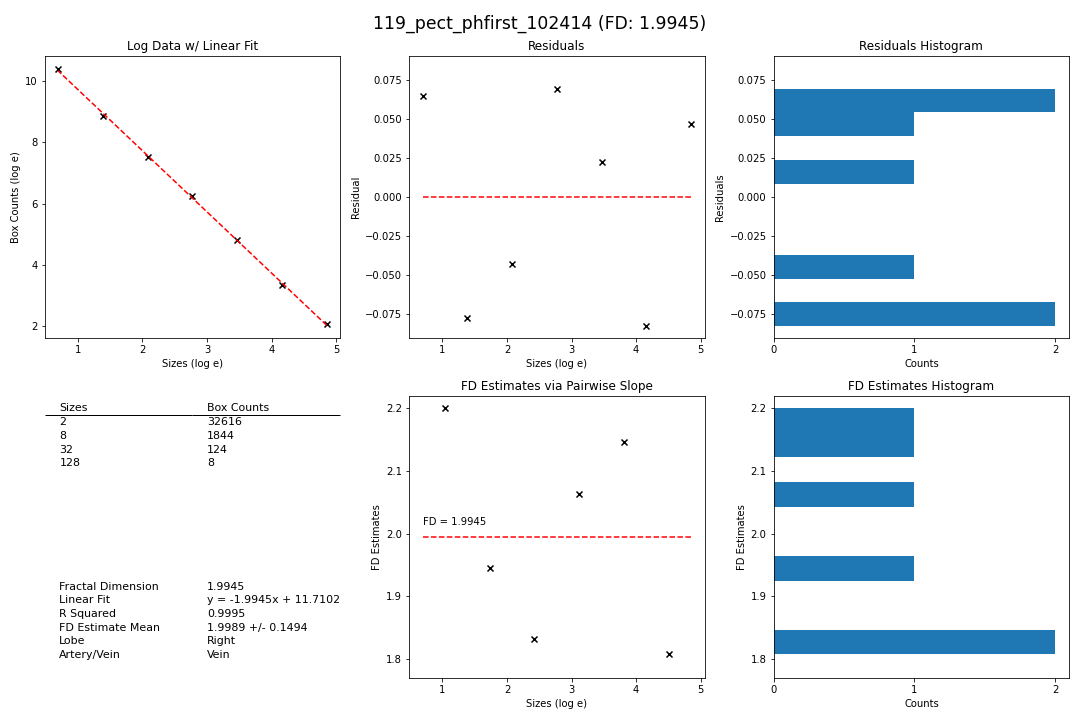 119_pect_phfirst_102414 (FD: 1.9945)
Log Data w/ Linear Fit
Box Counts (log e)
10
8
6
4
2
1 2 3 4 5
Sizes (log e)
Residuals
Residual
0.075
0.050
0.025
0.000
−0.025
−0.050
−0.075
1 2 3 4 5
Sizes (log e)
Residuals Histogram
Residuals
0.075
0.050
0.025
0.000
−0.025
−0.050
−0.075
0 1 2
Counts
Sizes Box Counts
2 32616
8 1844
32 124
128 8
Fractal Dimension 1.9945
Linear Fit y = -1.9945x + 11.7102
R Squared 0.9995
FD Estimate Mean 1.9989 +/- 0.1494
Lobe Right
Artery/Vein Vein
FD Estimates via Pairwise Slope
FD Estimates
2.2
2.1
2.0
1.9
1.8
FD = 1.9945
1 2 3 4 5
Sizes (log e)
FD Estimates Histogram
FD Estimates
2.2
2.1
2.0
1.9
1.8
0 1 2
Counts